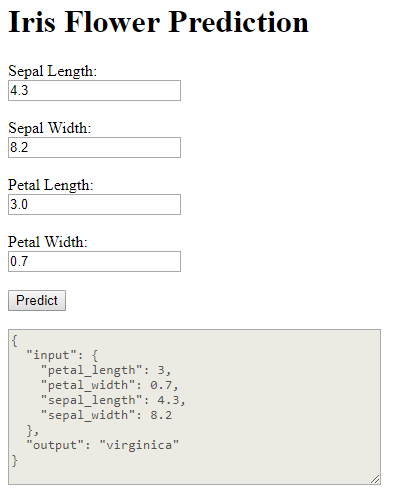 Iris Flower Prediction
Sepal Length:
4.3
Sepal Width:
8.2
Petal Length:
3.0
Petal Width:
0.7
Predict
{
  "input": {
    "petal_length": 3,
    "petal_width": 0.7,
    "sepal_length": 4.3,
    "sepal_width": 8.2
  },
  "output": "virginica"
}